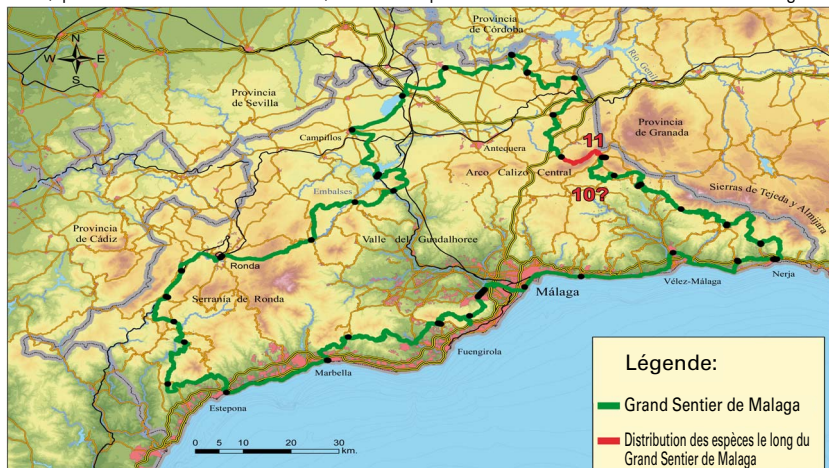 Provincia
de Córdoba
Río Genil
N
W E
S
Provincia
de Sevilla
Provincia
de Granada
Campillos
11
Antequera
Arco Calizo Central
10?
Embalses
Sierras de Tejeda y Almijara
Provincia
de Cádiz
Valle del Guadalhorce
Ronda
Serranía de Ronda
Málaga
Vélez-Málaga
Nerja
Fuengirola
Marbella
Estepona
0 5 10 20 30
km.
Légende:
Grand Sentier de Malaga
Distribution des espèces le long du
Grand Sentier de Malaga